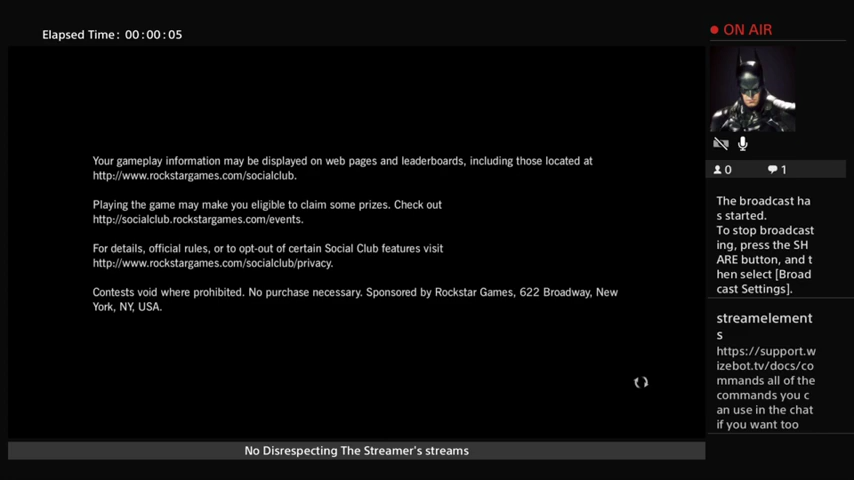 Elapsed Time: 00:00:05
ON AIR
Your gameplay information may be displayed on web pages and leaderboards, including those located at
http://www.rockstargames.com/socialclub.
Playing the game may make you eligible to claim some prizes. Check out
http://socialclub.rockstargames.com/events.
For details, official rules, or to opt-out of certain Social Club features visit
http://www.rockstargames.com/socialclub/privacy.
Contests void where prohibited. No purchase necessary. Sponsored by Rockstar Games, 622 Broadway, New
York, NY, USA.
0
1
The broadcast ha
s started.
To stop broadcast
ing, press the SH
ARE button, and t
hen select [Broad
cast Settings].
streamelement
s
https://support.w
izebot.tv/docs/co
mmands all of the
commands you c
an use in the chat
if you want too
No Disrespecting The Streamer's streams